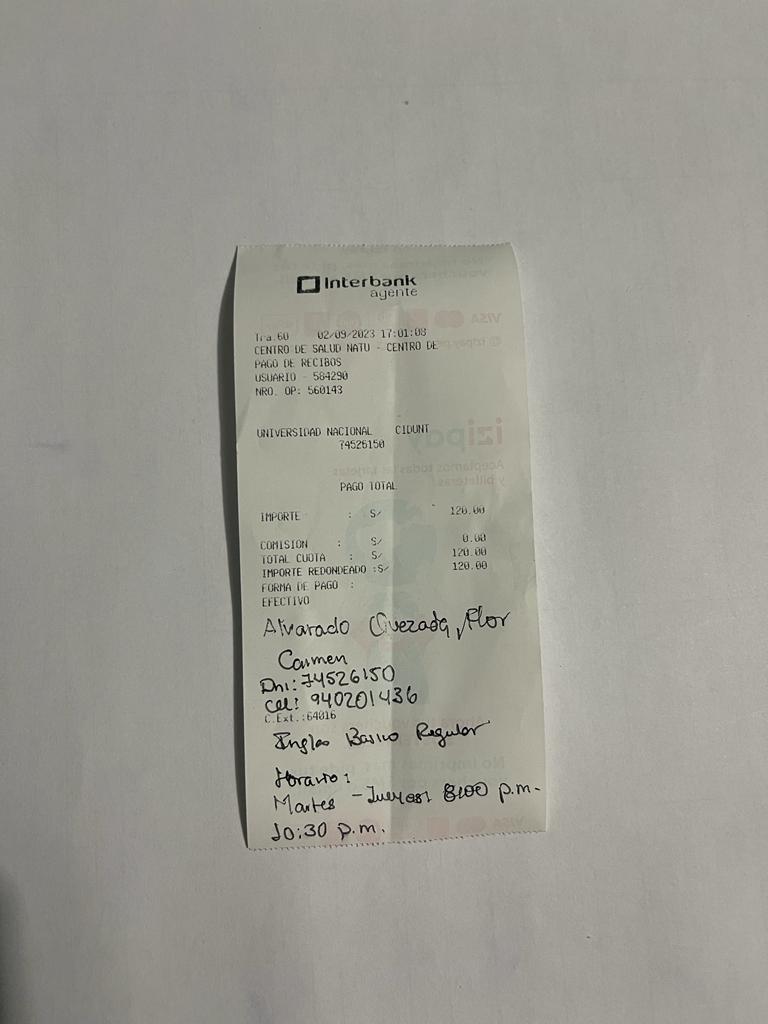 Interbank
agente
Tra.60 02/09/2023 17:01:08
CENTRO DE SALUD NATU - CENTRO DE
PAGO DE RECIBOS
USUARIO - 584290
NRO. OP: 560143
UNIVERSIDAD NACIONAL CIDUNT
74526150
PAGO TOTAL
IMPORTE : S/ 120.00
COMISION : S/ 0.00
TOTAL CUOTA : S/ 120.00
IMPORTE REDONDEADO :S/ 120.00
FORMA DE PAGO :
EFECTIVO
Alvarado Quezada, Flor
Carmen
Dni: 74526150
Cel: 940201436
C.Ext.:64016
Ingles Basico Regular
Horario:
Martes - Jueves: 8:00 p.m.-
10:30 p.m.